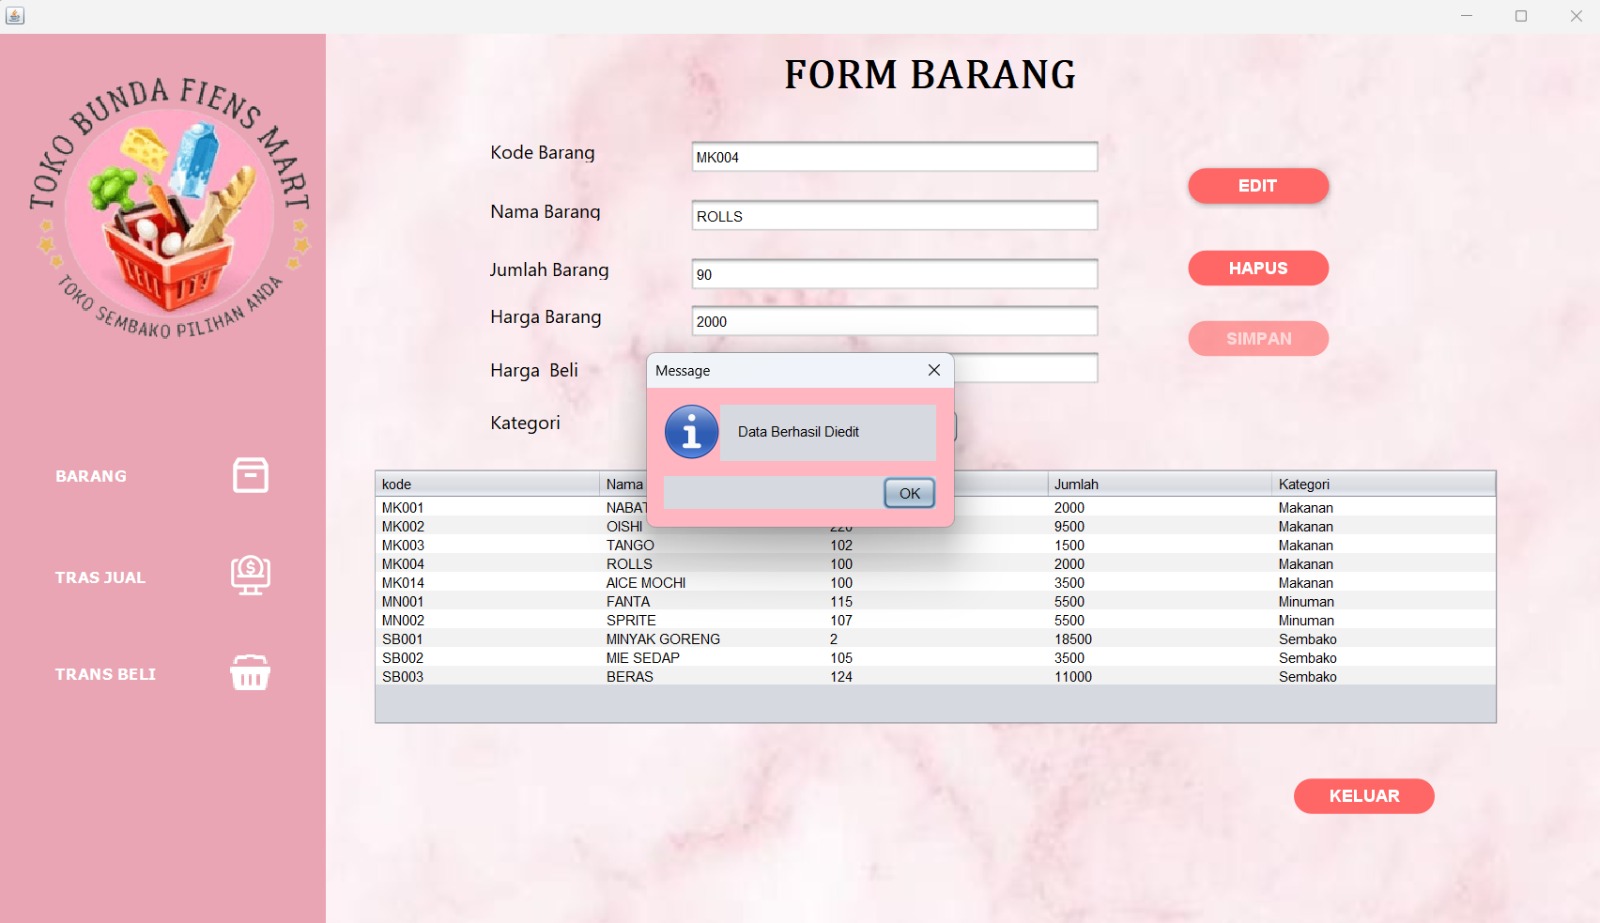 TOKO BUNDA FIENS MART
TOKO SEMBAKO PILIHAN ANDA
BARANG
TRAS JUAL
TRANS BELI
FORM BARANG
Kode Barang MK004
Nama Barang ROLLS
Jumlah Barang 90
Harga Barang 2000
Harga Beli
Kategori
EDIT
HAPUS
SIMPAN
Message
Data Berhasil Diedit
OK
kode Nama Jumlah Kategori
MK001 2000 Makanan
MK002 OISHI 220 9500 Makanan
MK003 TANGO 102 1500 Makanan
MK004 ROLLS 100 2000 Makanan
MK014 AICE MOCHI 100 3500 Makanan
MN001 FANTA 115 5500 Minuman
MN002 SPRITE 107 5500 Minuman
SB001 MINYAK GORENG 2 18500 Sembako
SB002 MIE SEDAP 105 3500 Sembako
SB003 BERAS 124 11000 Sembako
KELUAR